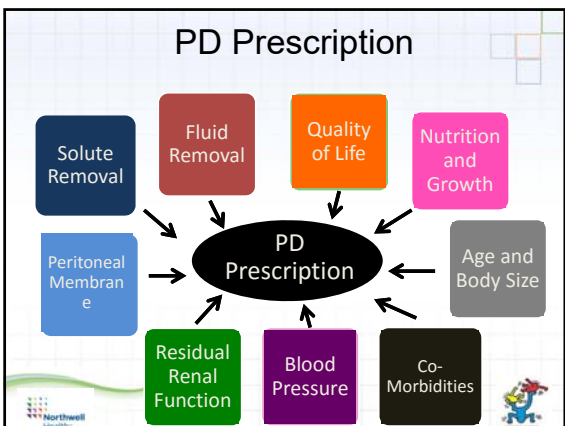 PD Prescription
Solute
Removal
Fluid
Removal
Quality
of Life
Nutrition
and
Growth
Peritoneal
Membran
e
PD
Prescription
Age and
Body Size
Residual
Renal
Function
Blood
Pressure
Co-
Morbidities
Northwell